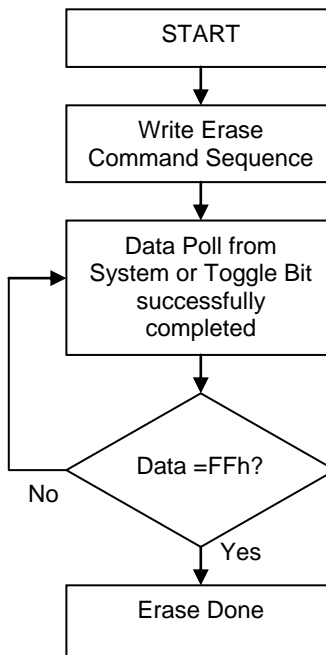 START
Write Erase
Command Sequence
Data Poll from
System or Toggle Bit
successfully
completed
Data =FFh?
No
Yes
Erase Done